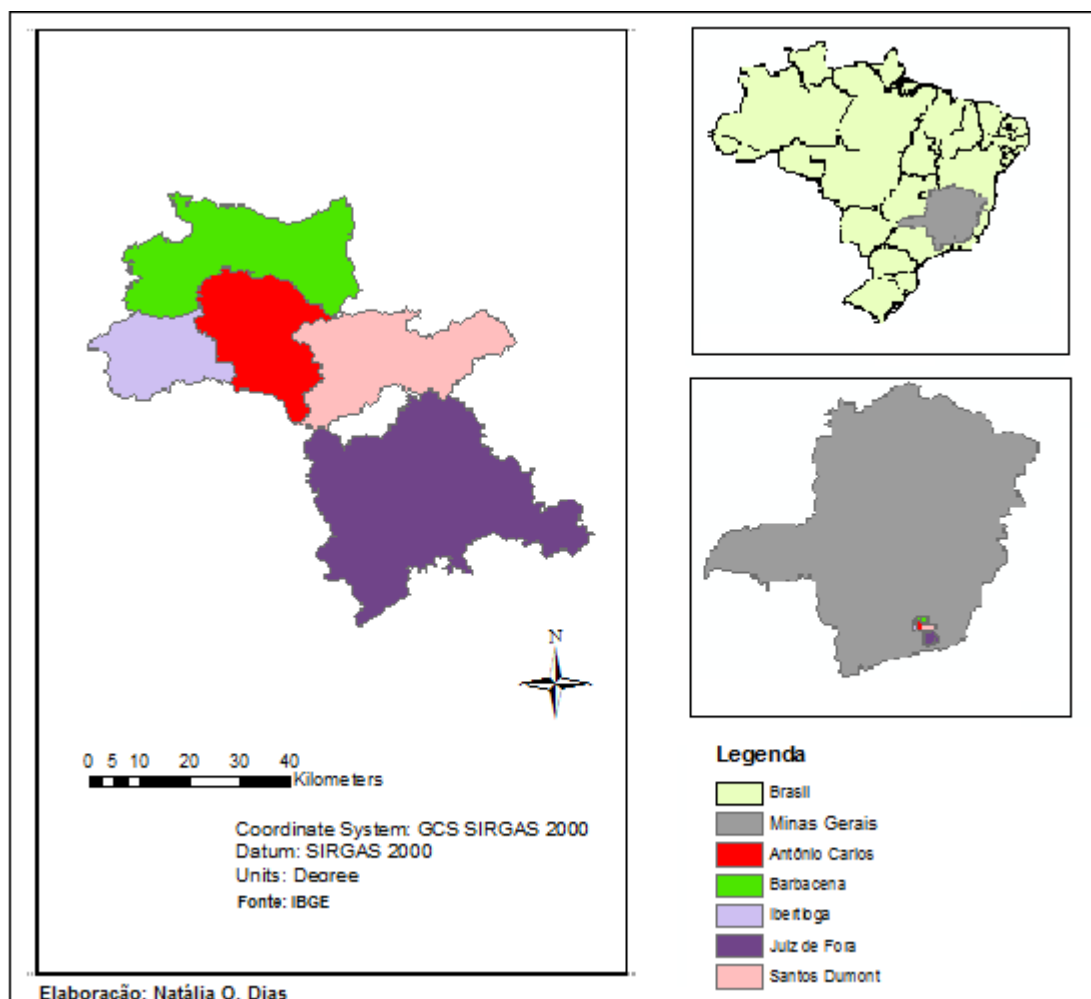 N
0 5 10 20 30 40
Kilometers
Coordinate System: GCS SIRGAS 2000
Datum: SIRGAS 2000
Units: Degree
Fonte: IBGE
Elaboração: Natália O. Dias
Legenda
Brasil
Minas Gerais
Antônio Carlos
Barbacena
Ibertioga
Juiz de Fora
Santos Dumont